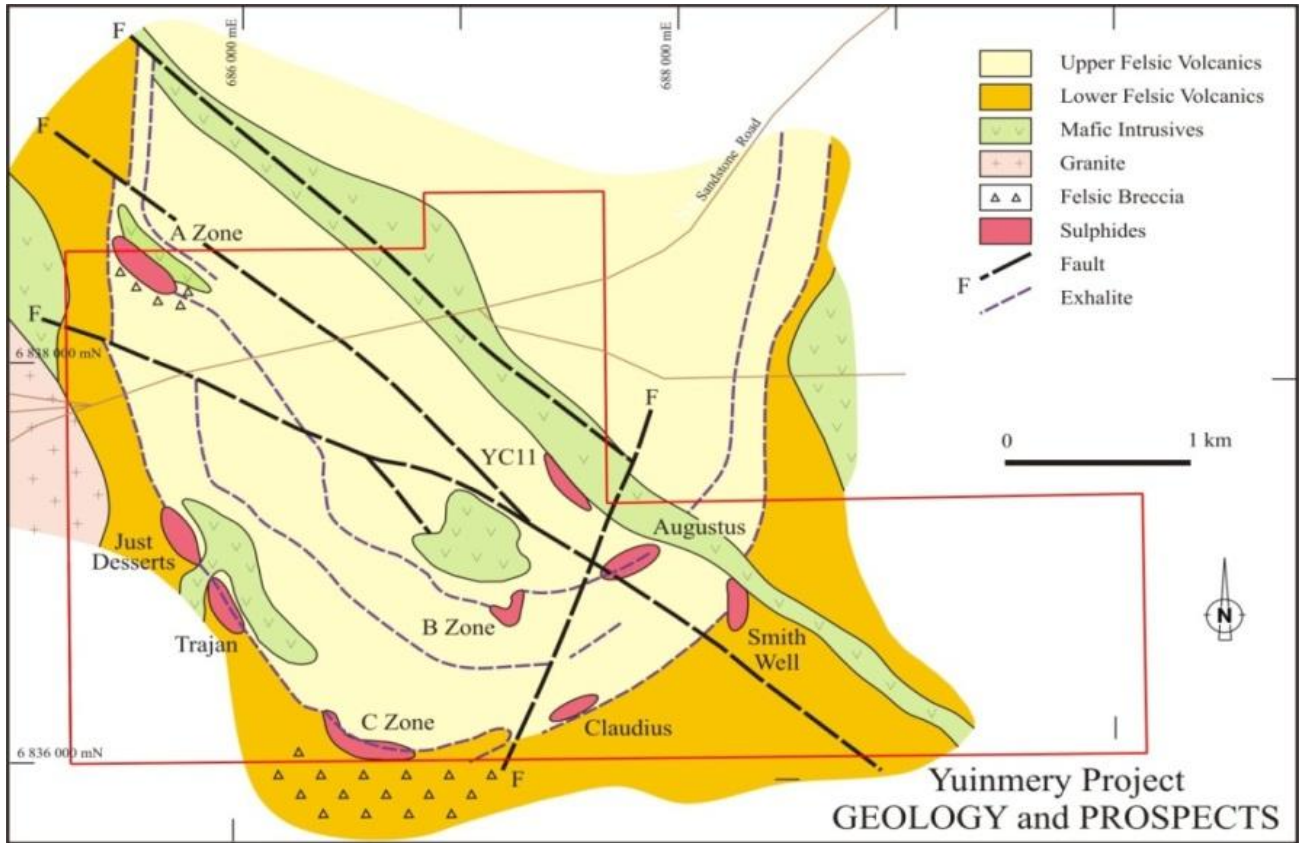 F
686 000 mE
688 000 mE
Upper Felsic Volcanics
Lower Felsic Volcanics
Mafic Intrusives
Granite
Felsic Breccia
Sulphides
F
Fault
Exhalite
F
Sandstone Road
A Zone
F
6 838 000 mN
0
1 km
F
YC11
Augustus
Just
Desserts
B Zone
Trajan
Smith
Well
N
C Zone
Claudius
6 836 000 mN
F
Yuinmery Project
GEOLOGY and PROSPECTS